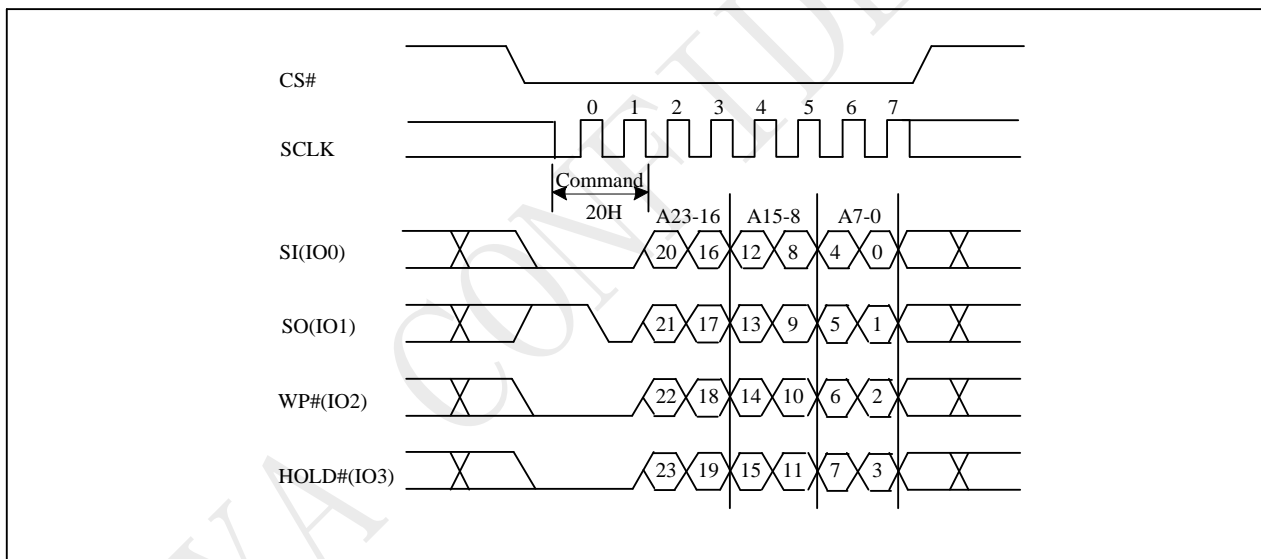 CS#
0 1 2 3 4 5 6 7
SCLK
Command
20H
A23-16 A15-8 A7-0
SI(IO0) 20 16 12 8 4 0
SO(IO1) 21 17 13 9 5 1
WP#(IO2) 22 18 14 10 6 2
HOLD#(IO3) 23 19 15 11 7 3